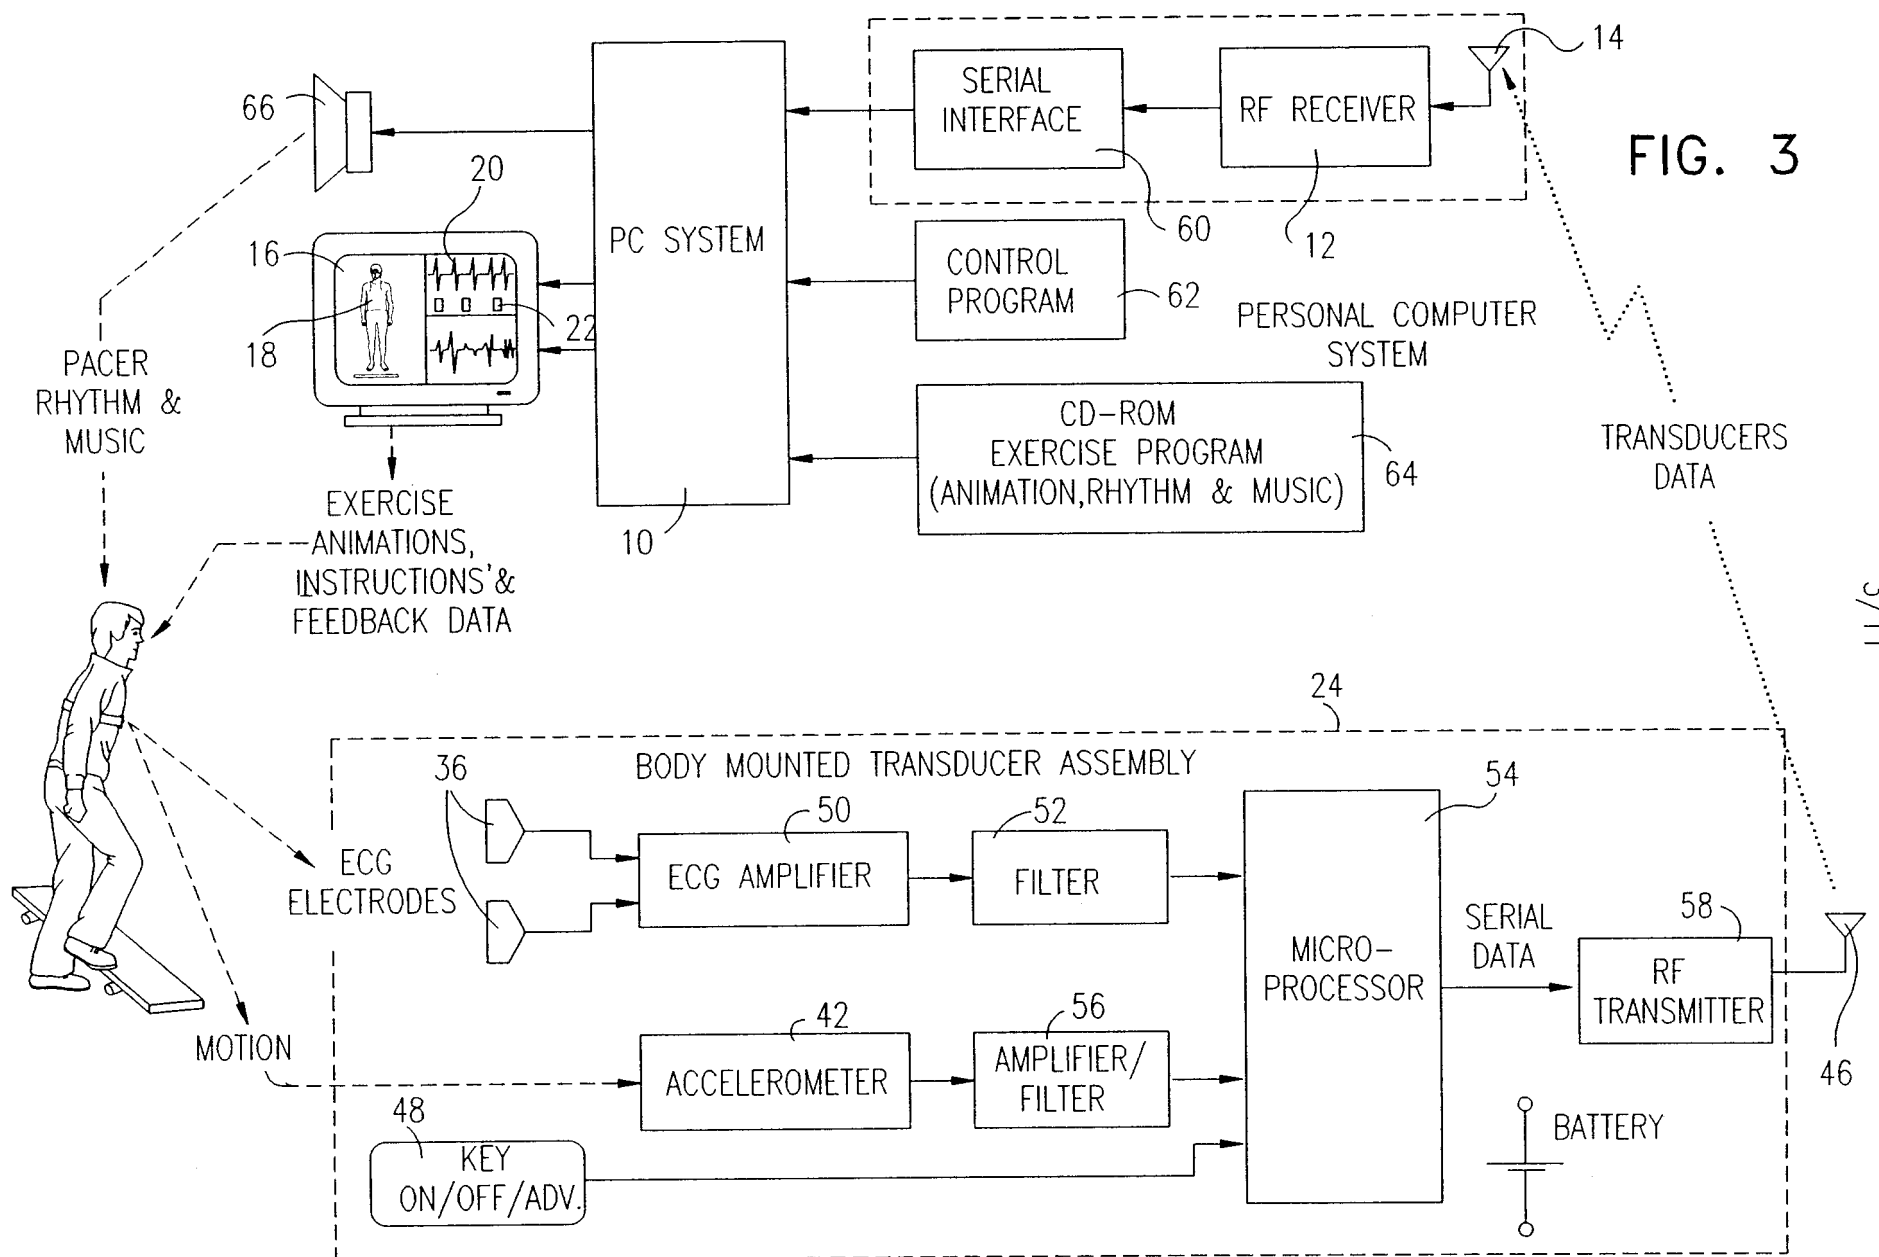 14
66
SERIAL
INTERFACE
RF RECEIVER
FIG. 3
20
PC SYSTEM
60
12
16
CONTROL
PROGRAM
62
18
22
PERSONAL COMPUTER
SYSTEM
PACER
RHYTHM &
MUSIC
CD-ROM
EXERCISE PROGRAM
(ANIMATION,RHYTHM & MUSIC)
64
TRANSDUCERS
DATA
10
EXERCISE
ANIMATIONS,
INSTRUCTIONS'&
FEEDBACK DATA
3/11
24
BODY MOUNTED TRANSDUCER ASSEMBLY
36
50
52
54
ECG
ELECTRODES
ECG AMPLIFIER
FILTER
MICRO-
PROCESSOR
SERIAL
DATA
58
RF
TRANSMITTER
46
MOTION
42
56
ACCELEROMETER
AMPLIFIER/
FILTER
48
KEY
ON/OFF/ADV.
BATTERY